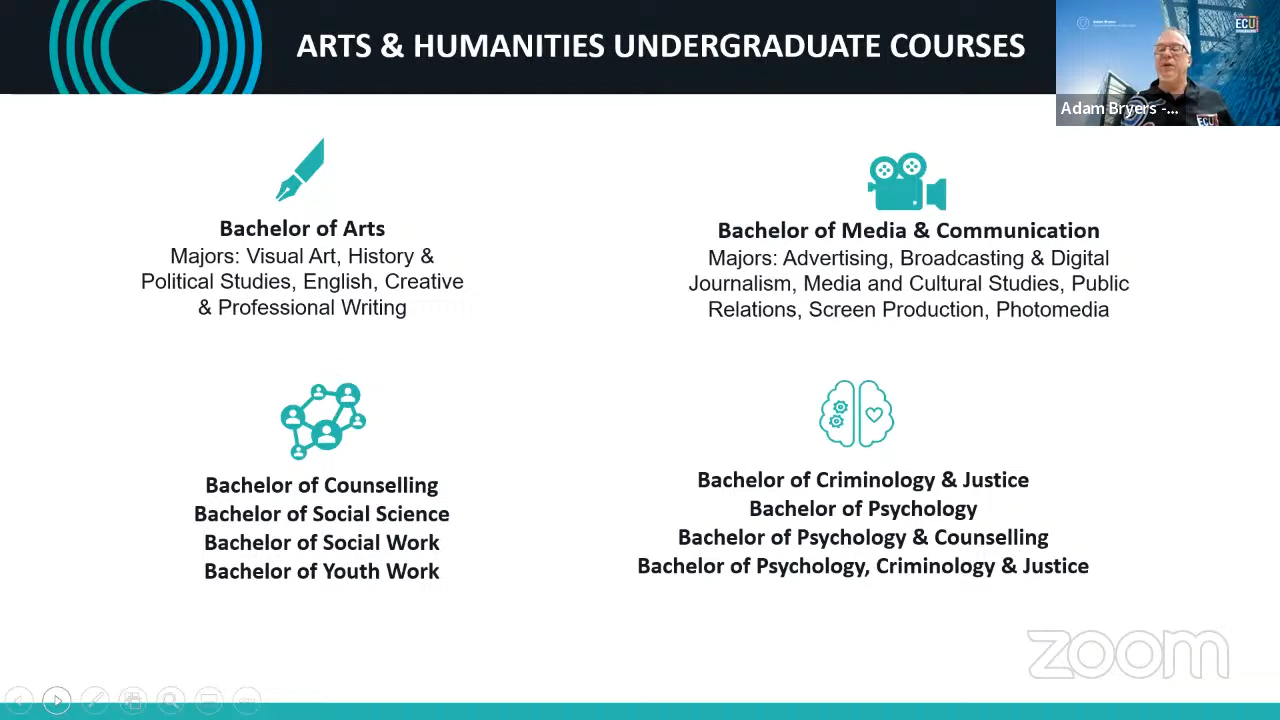 ARTS & HUMANITIES UNDERGRADUATE COURSES
Adam Bryers
ECU
ECU
Adam Bryers -...
Bachelor of Arts
Majors: Visual Art, History &
Political Studies, English, Creative
& Professional Writing
Bachelor of Media & Communication
Majors: Advertising, Broadcasting & Digital
Journalism, Media and Cultural Studies, Public
Relations, Screen Production, Photomedia
Bachelor of Counselling
Bachelor of Social Science
Bachelor of Social Work
Bachelor of Youth Work
Bachelor of Criminology & Justice
Bachelor of Psychology
Bachelor of Psychology & Counselling
Bachelor of Psychology, Criminology & Justice
zoom